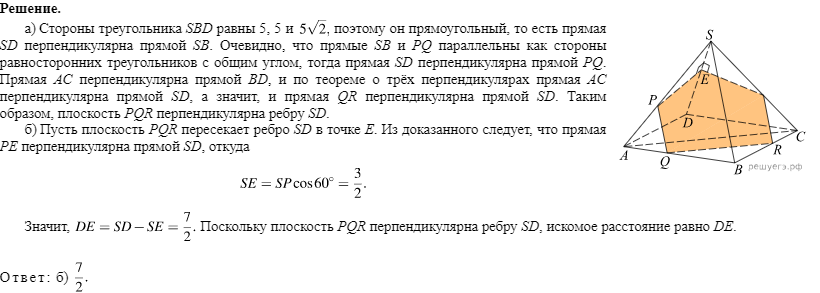 Решение.
а) Стороны треугольника SBD равны 5, 5 и 5√2, поэтому он прямоугольный, то есть прямая
SD перпендикулярна прямой SB. Очевидно, что прямые SB и PQ параллельны как стороны
равносторонних треугольников с общим углом, тогда прямая SD перпендикулярна прямой PQ.
Прямая AC перпендикулярна прямой BD, и по теореме о трёх перпендикулярах прямая AC
перпендикулярна прямой SD, а значит, и прямая QR перпендикулярна прямой SD. Таким
образом, плоскость PQR перпендикулярна ребру SD.
б) Пусть плоскость PQR пересекает ребро SD в точке E. Из доказанного следует, что прямая
PE перпендикулярна прямой SD, откуда
SE = SP cos 60° = 3/2.
Значит, DE = SD − SE = 7/2. Поскольку плоскость PQR перпендикулярна ребру SD, искомое расстояние равно DE.
Ответ: б) 7/2.
S
E
P
D
A
Q
B
R
C
решуегэ.рф